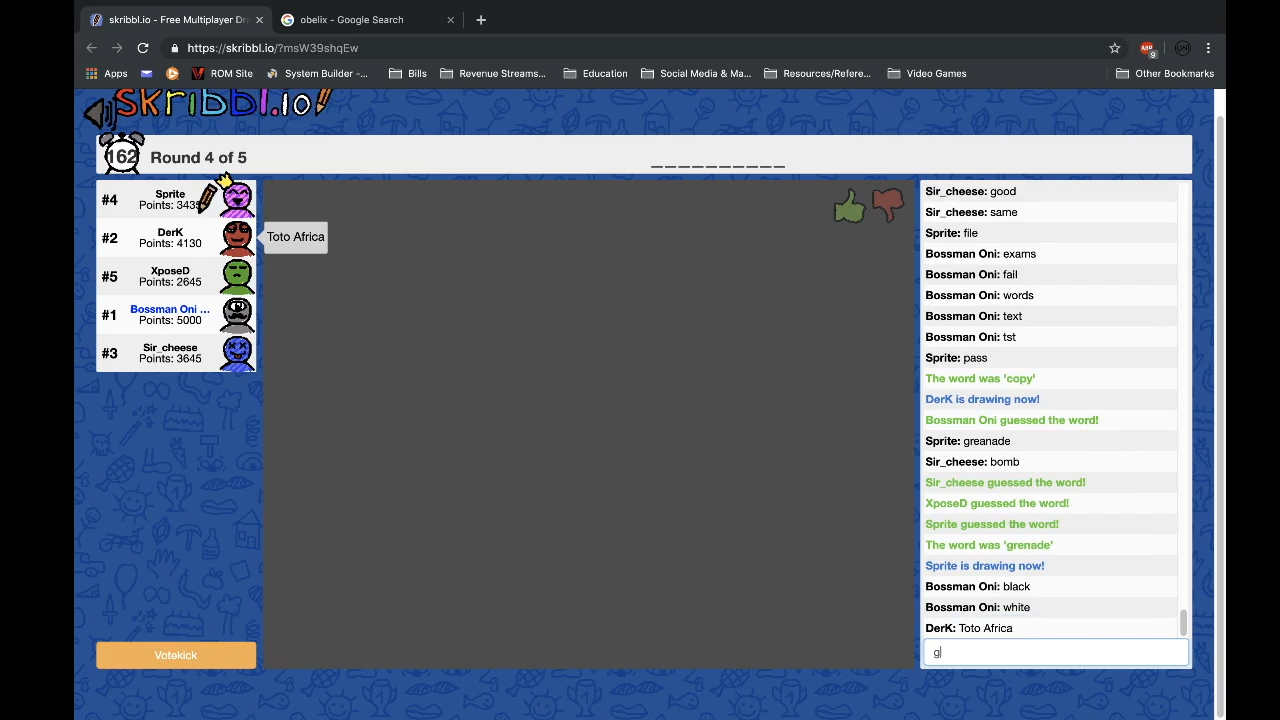 skribbl.io - Free Multiplayer Dr
obelix - Google Search
https://skribbl.io/?msW39shqEw
9
ON!
Apps
ROM Site
System Builder -...
Bills
Revenue Streams...
Education
Social Media & Ma...
Resources/Refere...
Video Games
Other Bookmarks
skribbl.io
162
Round 4 of 5
_ _ _ _ _ _ _ _ _ _
#4
Sprite
Points: 3435
#2
DerK
Points: 4130
Toto Africa
#5
XposeD
Points: 2645
#1
Bossman Oni ...
Points: 5000
#3
Sir_cheese
Points: 3645
Votekick
Sir_cheese: good
Sir_cheese: same
Sprite: file
Bossman Oni: exams
Bossman Oni: fail
Bossman Oni: words
Bossman Oni: text
Bossman Oni: tst
Sprite: pass
The word was 'copy'
DerK is drawing now!
Bossman Oni guessed the word!
Sprite: greanade
Sir_cheese: bomb
Sir_cheese guessed the word!
XposeD guessed the word!
Sprite guessed the word!
The word was 'grenade'
Sprite is drawing now!
Bossman Oni: black
Bossman Oni: white
DerK: Toto Africa
g